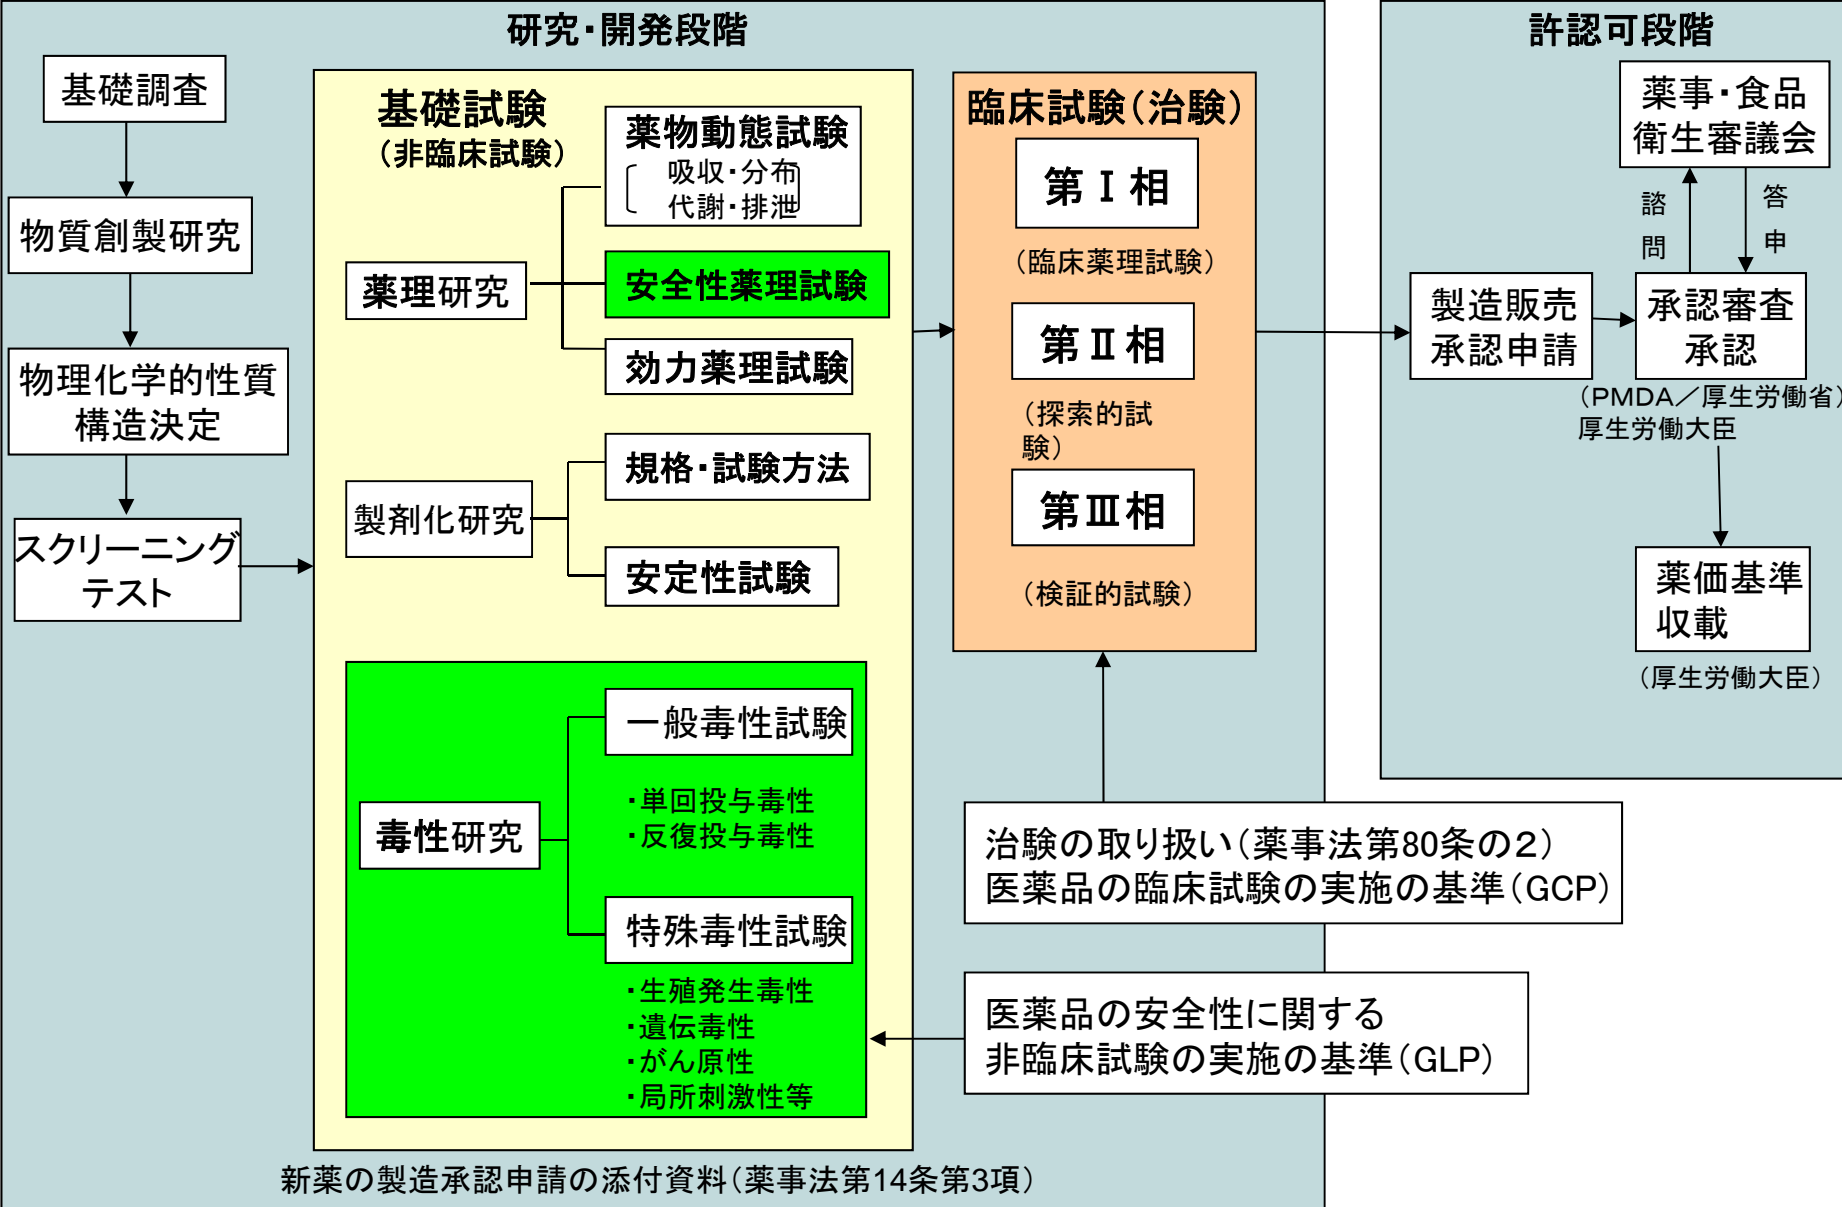 研究・開発段階
基礎調査
物質創製研究
物理化学的性質
構造決定
スクリーニング
テスト
基礎試験
(非臨床試験)
薬理研究
薬物動態試験
吸収・分布
代謝・排泄
安全性薬理試験
効力薬理試験
製剤化研究
規格・試験方法
安定性試験
毒性研究
一般毒性試験
・単回投与毒性
・反復投与毒性
特殊毒性試験
・生殖発生毒性
・遺伝毒性
・がん原性
・局所刺激性等
新薬の製造承認申請の添付資料(薬事法第14条第3項)
臨床試験(治験)
第Ⅰ相
(臨床薬理試験)
第Ⅱ相
(探索的試
験)
第Ⅲ相
(検証的試験)
治験の取り扱い(薬事法第80条の2)
医薬品の臨床試験の実施の基準(GCP)
医薬品の安全性に関する
非臨床試験の実施の基準(GLP)
許認可段階
薬事・食品
衛生審議会
諮問
答申
製造販売
承認申請
承認審査
承認
(PMDA/厚生労働省)
厚生労働大臣
薬価基準
収載
(厚生労働大臣)